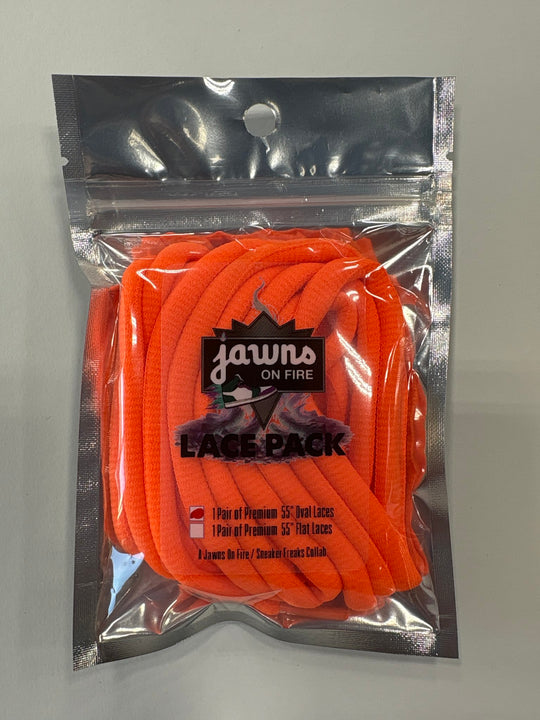 jawns
ON FIRE
LACE PACK
1 Pair of Premium 55" Oval Laces
1 Pair of Premium 55" Flat Laces
A Jawns On Fire / Sneaker Freaks Collab